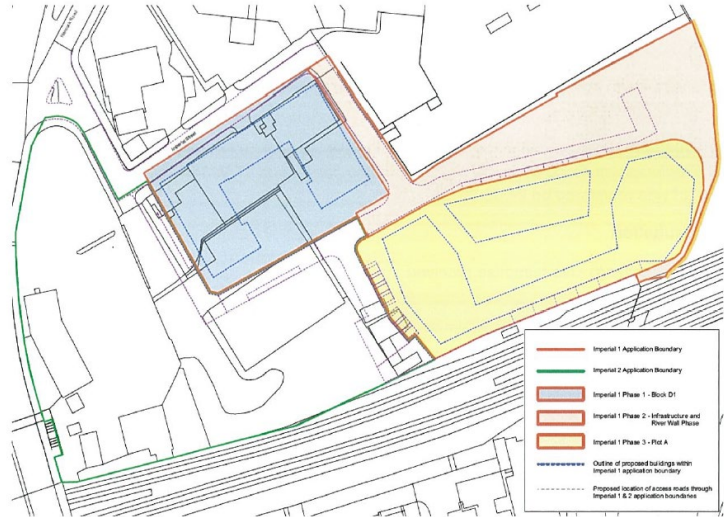 Imperial Street
Imperial 1 Application Boundary
Imperial 2 Application Boundary
Imperial 1 Phase 1 - Block D1
Imperial 1 Phase 2 - Infrastructure and
River Wall Phase
Imperial 1 Phase 3 - Plot A
Outline of proposed buildings within
Imperial 1 application boundary
Proposed location of access roads through
Imperial 1 & 2 application boundaries